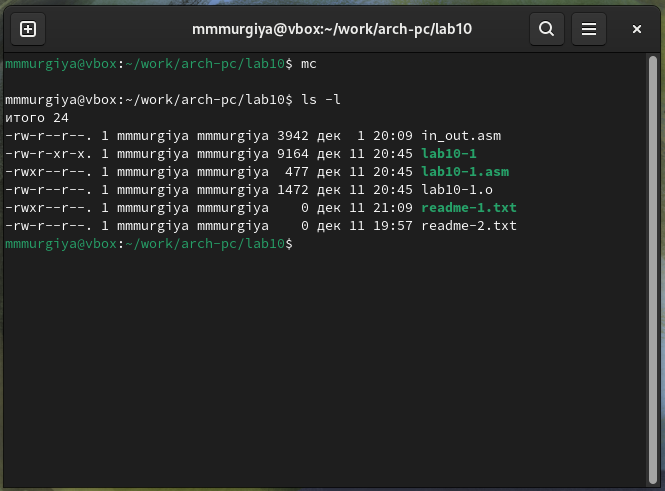 mmmurgiya@vbox:~/work/arch-pc/lab10
mmmurgiya@vbox:~/work/arch-pc/lab10$ mc
mmmurgiya@vbox:~/work/arch-pc/lab10$ ls -l
итого 24
-rw-r--r--. 1 mmmurgiya mmmurgiya 3942 дек  1 20:09 in_out.asm
-rw-r-xr-x. 1 mmmurgiya mmmurgiya 9164 дек 11 20:45 lab10-1
-rwxr--r--. 1 mmmurgiya mmmurgiya  477 дек 11 20:45 lab10-1.asm
-rw-r--r--. 1 mmmurgiya mmmurgiya 1472 дек 11 20:45 lab10-1.o
-rwxr--r--. 1 mmmurgiya mmmurgiya    0 дек 11 21:09 readme-1.txt
-rw-r--r--. 1 mmmurgiya mmmurgiya    0 дек 11 19:57 readme-2.txt
mmmurgiya@vbox:~/work/arch-pc/lab10$